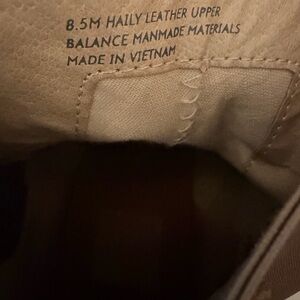 8.5M HAILY LEATHER UPPER
BALANCE MANMADE MATERIALS
MADE IN VIETNAM